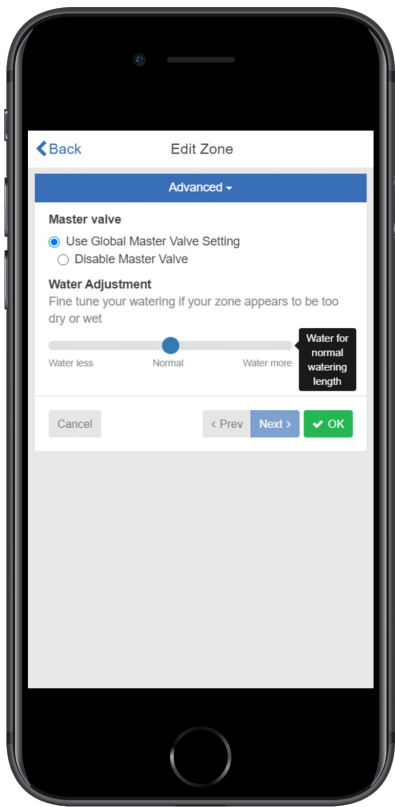 Back
Edit Zone
Advanced
Master valve
Use Global Master Valve Setting
Disable Master Valve
Water Adjustment
Fine tune your watering if your zone appears to be too
dry or wet
Water less
Normal
Water more
Water for
normal
watering
length
Cancel
‹ Prev
Next ›
OK